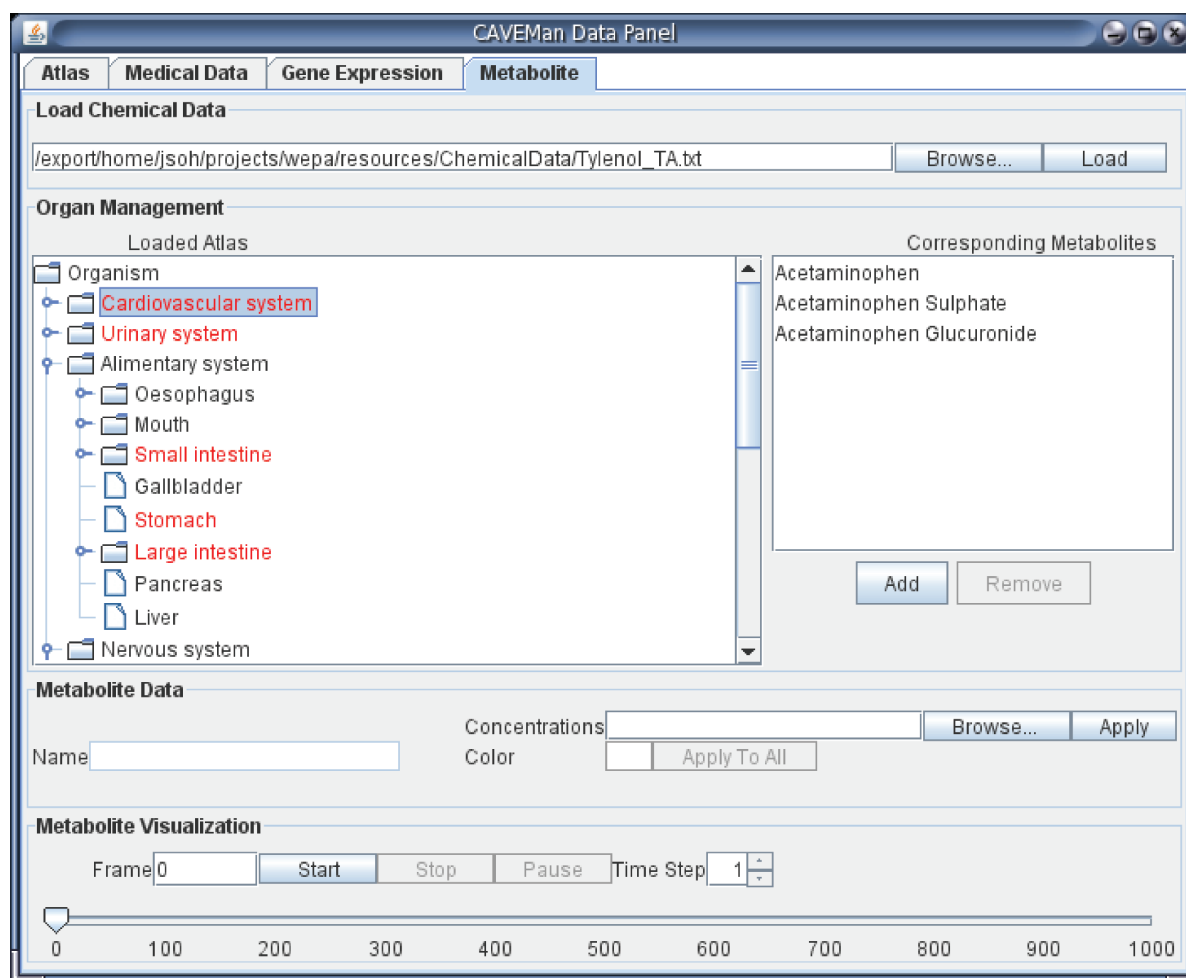 CAVEMan Data Panel
Atlas Medical Data Gene Expression Metabolite
Load Chemical Data
/export/home/jsoh/projects/wepa/resources/ChemicalData/Tylenol_TA.txt Browse... Load
Organ Management
Loaded Atlas Corresponding Metabolites
Organism Acetaminophen
Cardiovascular system Acetaminophen Sulphate
Urinary system Acetaminophen Glucuronide
Alimentary system
Oesophagus
Mouth
Small intestine
Gallbladder
Stomach
Large intestine
Pancreas Add Remove
Liver
Nervous system
Metabolite Data
Concentrations Browse... Apply
Name Color Apply To All
Metabolite Visualization
Frame 0 Start Stop Pause Time Step 1
0 100 200 300 400 500 600 700 800 900 1000